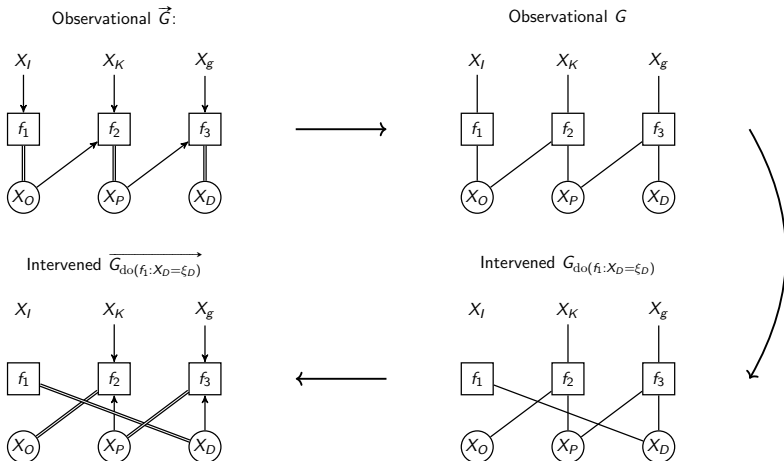 Observational $\overrightarrow{G}$:
Observational G
X_I X_K X_g
X_I X_K X_g
f_1 f_2 f_3
f_1 f_2 f_3
X_O X_P X_D
X_O X_P X_D
Intervened $\overrightarrow{G_{\mathrm{do}(f_1:X_D=\xi_D)}}$
Intervened $G_{\mathrm{do}(f_1:X_D=\xi_D)}$
X_I X_K X_g
X_I X_K X_g
f_1 f_2 f_3
f_1 f_2 f_3
X_O X_P X_D
X_O X_P X_D